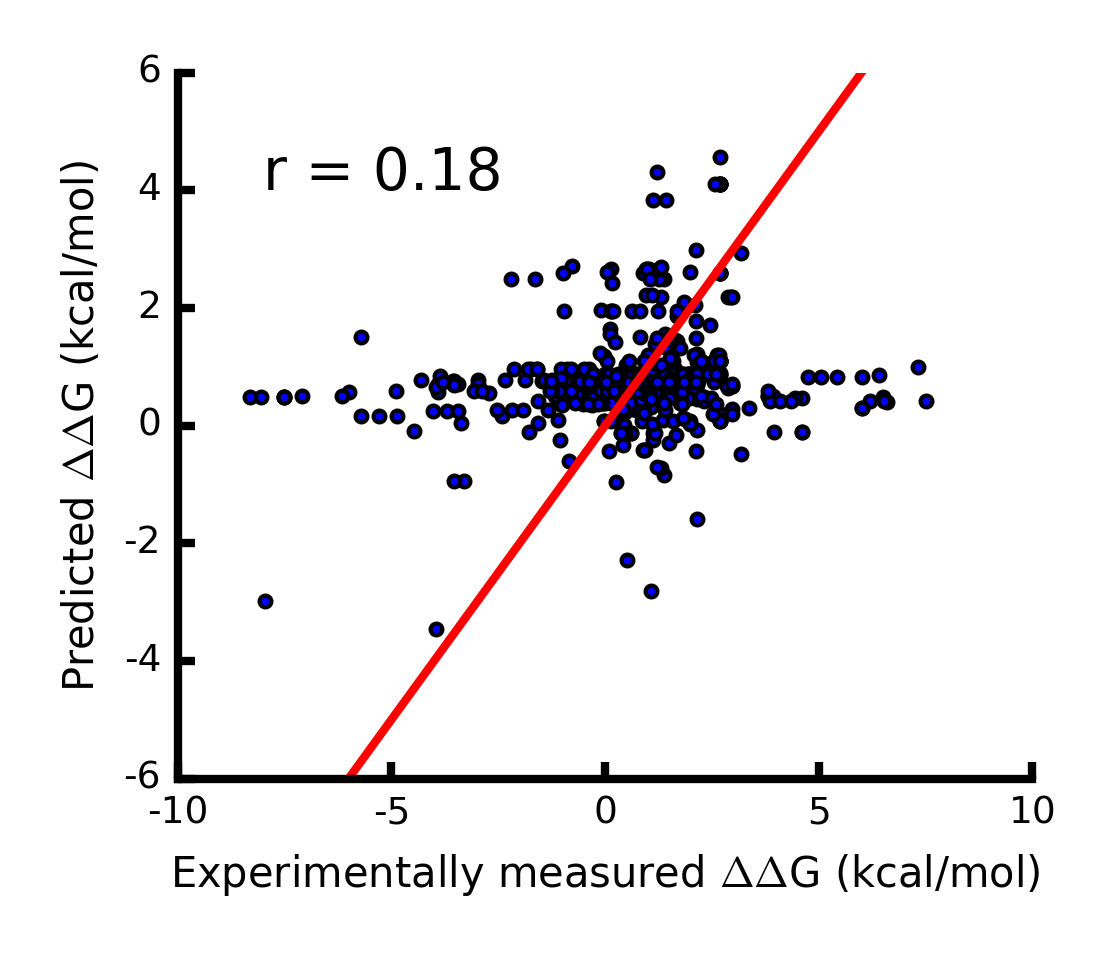 6
r = 0.18
4
2
0
-2
-4
-6
Predicted ΔΔG (kcal/mol)
-10 -5 0 5 10
Experimentally measured ΔΔG (kcal/mol)